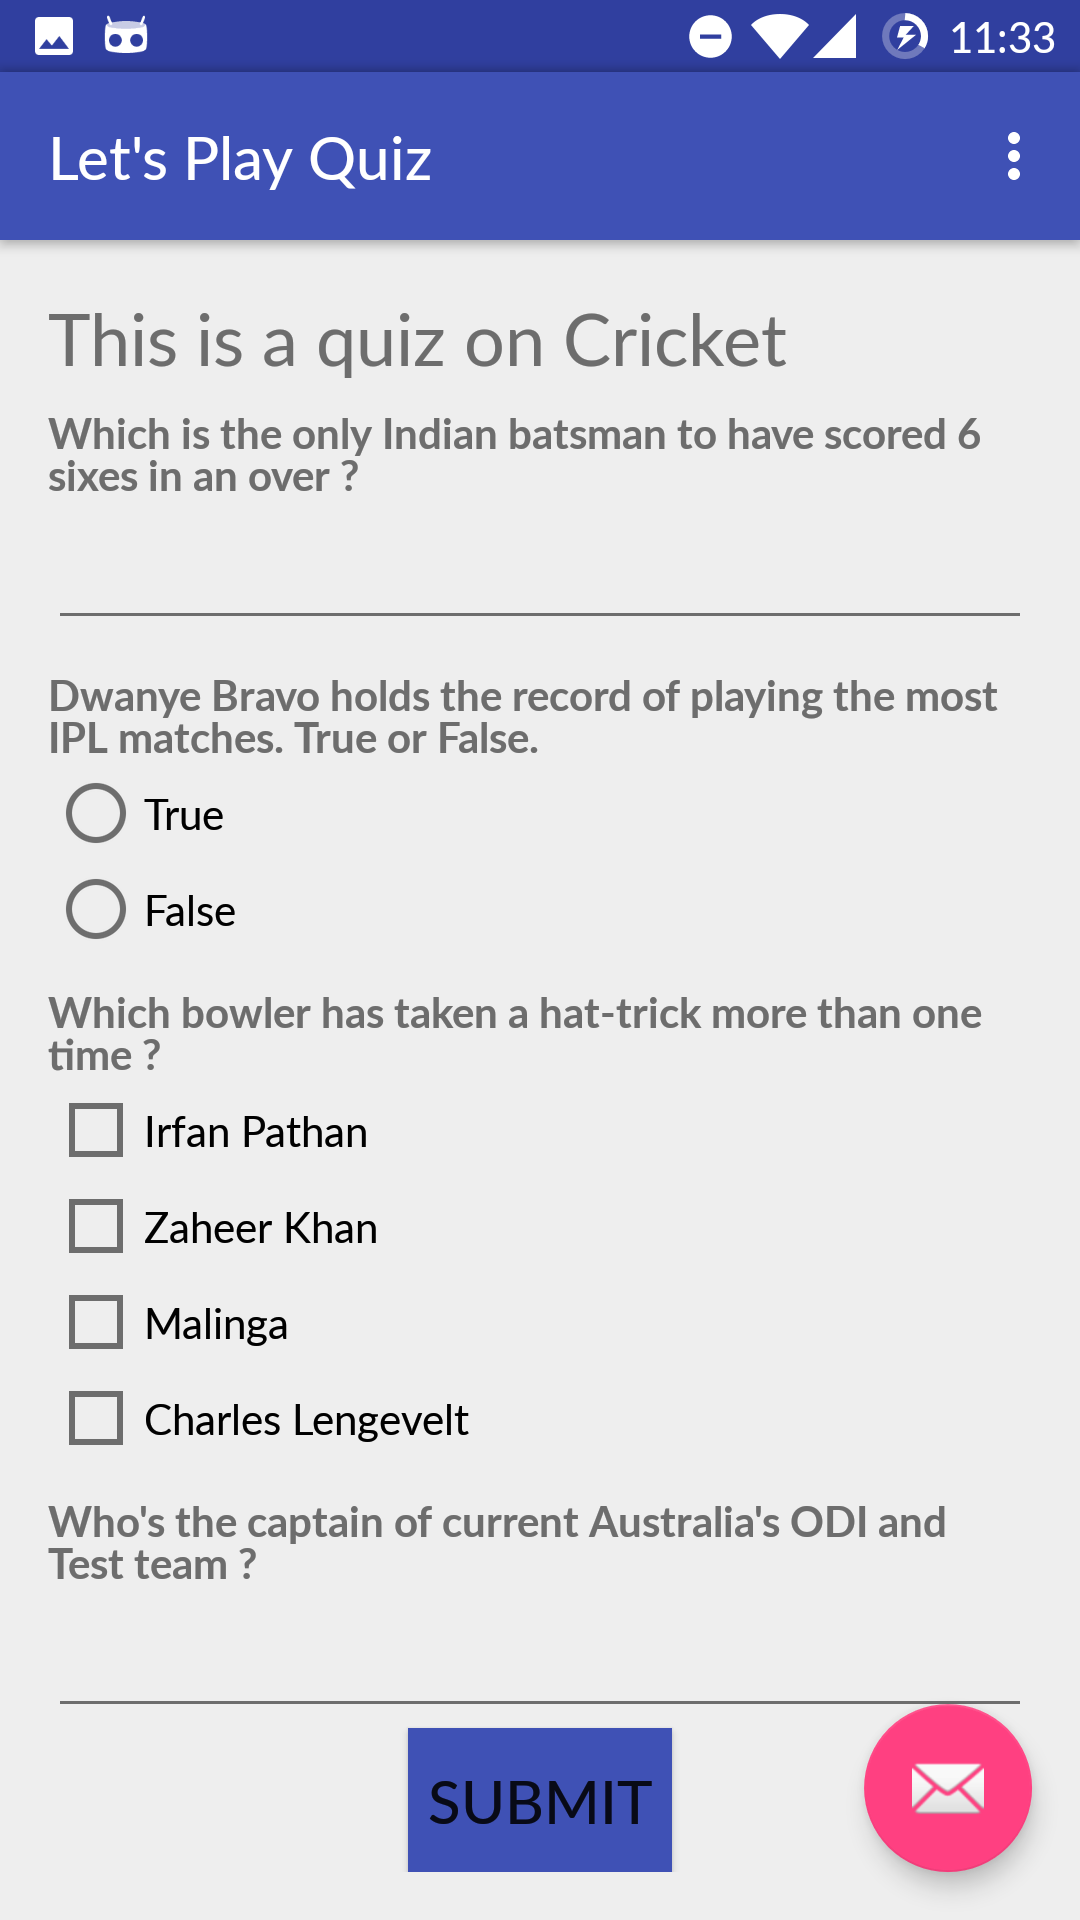 11:33
Let's Play Quiz
This is a quiz on Cricket
Which is the only Indian batsman to have scored 6
sixes in an over ?
Dwanye Bravo holds the record of playing the most
IPL matches. True or False.
True
False
Which bowler has taken a hat-trick more than one
time ?
Irfan Pathan
Zaheer Khan
Malinga
Charles Lengevelt
Who's the captain of current Australia's ODI and
Test team ?
SUBMIT